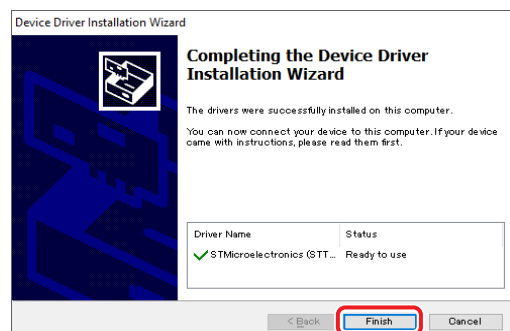 Device Driver Installation Wizard
Completing the Device Driver
Installation Wizard
The drivers were successfully installed on this computer.
You can now connect your device to this computer. If your device
came with instructions, please read them first.
Driver Name Status
STMicroelectronics (STT... Ready to use
< Back Finish Cancel